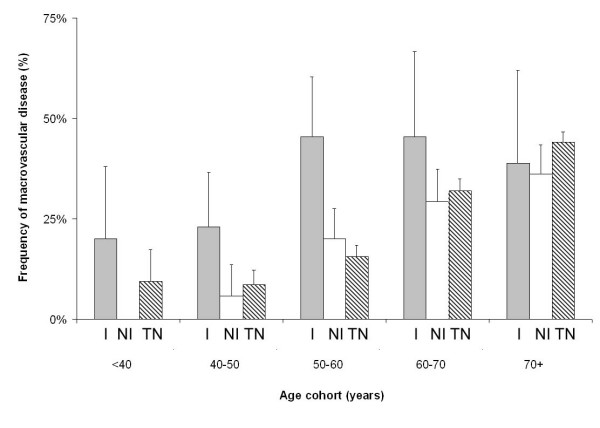 75%
50%
25%
0%
Frequency of macrovascular disease (%)
I NI TN I NI TN I NI TN I NI TN I NI TN
<40 40-50 50-60 60-70 70+
Age cohort (years)